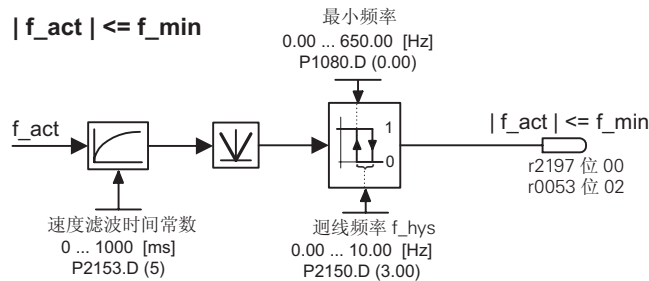 | f_act | <= f_min
最小频率
0.00 ... 650.00 [Hz]
P1080.D (0.00)
f_act
1
0
| f_act | <= f_min
r2197 位 00
r0053 位 02
速度滤波时间常数
0 ... 1000 [ms]
P2153.D (5)
迥线频率 f_hys
0.00 ... 10.00 [Hz]
P2150.D (3.00)